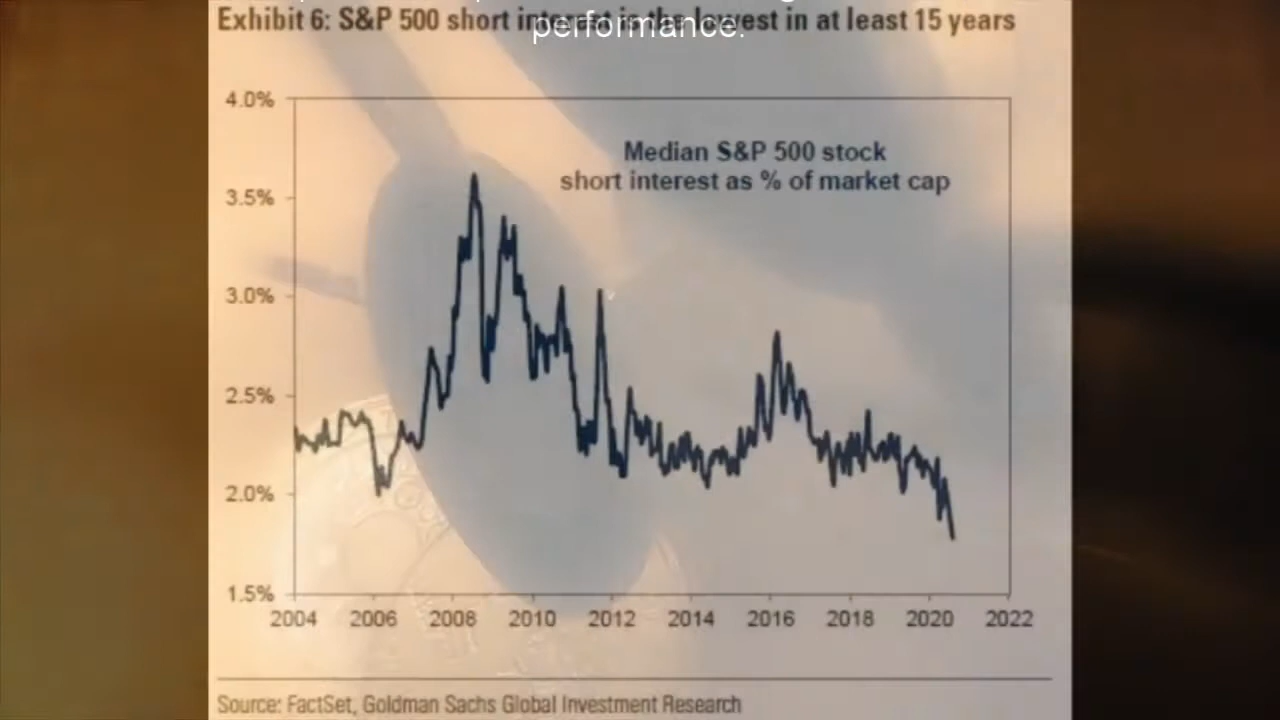 Exhibit 6: S&P 500 short interest is the lowest in at least 15 years
performance.
4.0%
Median S&P 500 stock
short interest as % of market cap
3.5%
3.0%
2.5%
2.0%
1.5%
2004 2006 2008 2010 2012 2014 2016 2018 2020 2022
Source: FactSet, Goldman Sachs Global Investment Research